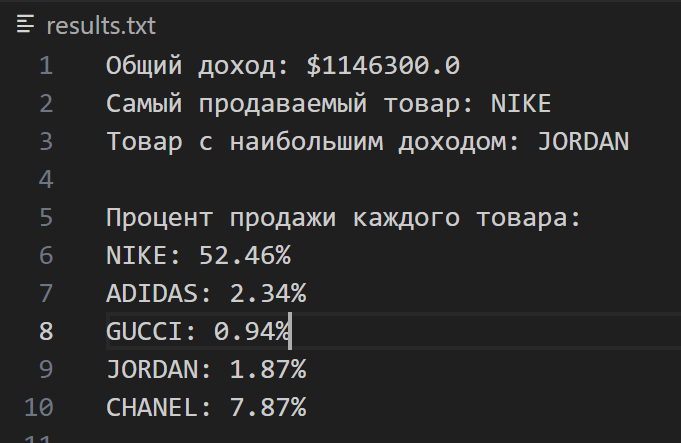 results.txt
1 Общий доход: $1146300.0
2 Самый продаваемый товар: NIKE
3 Товар с наибольшим доходом: JORDAN
4
5 Процент продажи каждого товара:
6 NIKE: 52.46%
7 ADIDAS: 2.34%
8 GUCCI: 0.94%
9 JORDAN: 1.87%
10 CHANEL: 7.87%
11